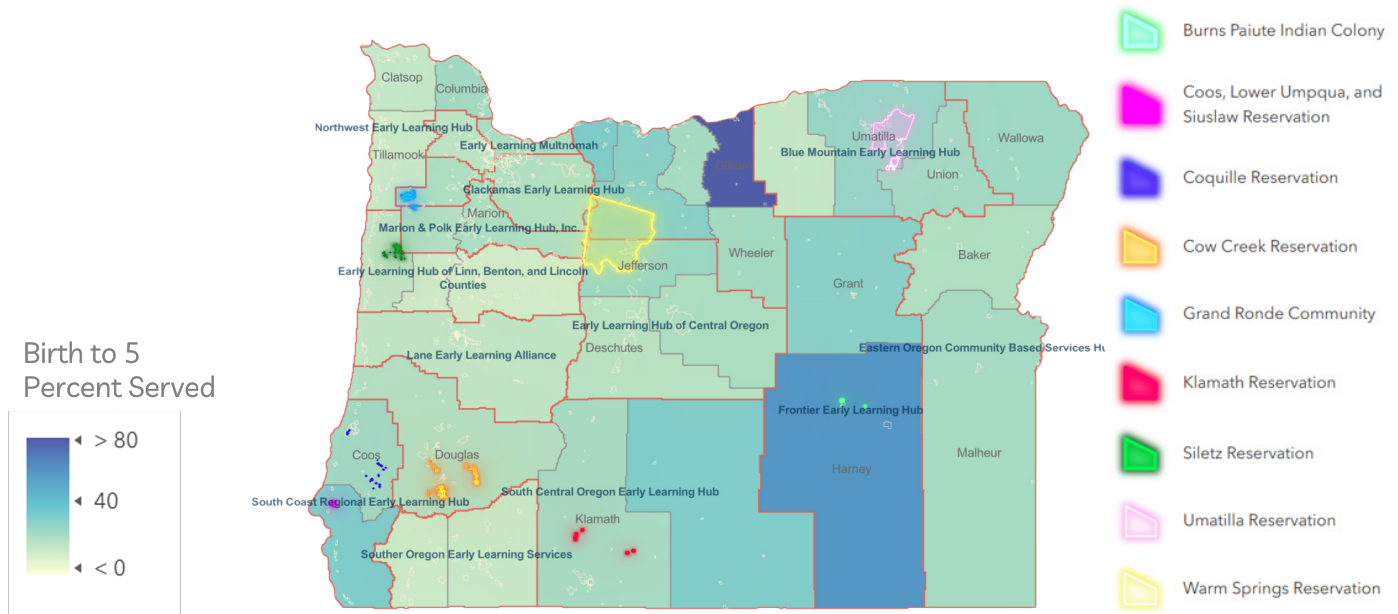 Clatsop
Columbia
Northwest Early Learning Hub
Early Learning Multnomah
Tillamook
Clackamas Early Learning Hub
Marion
Marion & Polk Early Learning Hub, Inc.
Early Learning Hub of Linn, Benton, and Lincoln
Counties
Jefferson
Wheeler
Umatilla
Blue Mountain Early Learning Hub
Union
Wallowa
Baker
Grant
Early Learning Hub of Central Oregon
Deschutes
Lane Early Learning Alliance
Eastern Oregon Community Based Services Hu
Frontier Early Learning Hub
Harney
Malheur
Coos
Douglas
South Coast Regional Early Learning Hub
South Central Oregon Early Learning Hub
Klamath
Souther Oregon Early Learning Services
Birth to 5
Percent Served
> 80
40
< 0
Burns Paiute Indian Colony
Coos, Lower Umpqua, and
Siuslaw Reservation
Coquille Reservation
Cow Creek Reservation
Grand Ronde Community
Klamath Reservation
Siletz Reservation
Umatilla Reservation
Warm Springs Reservation